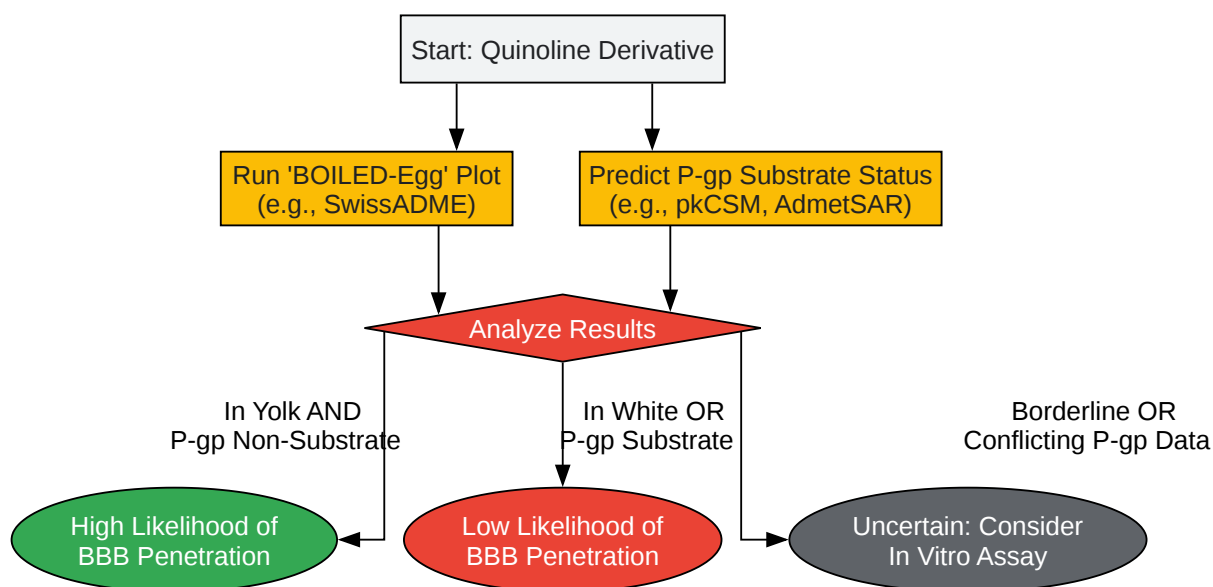 Start: Quinoline Derivative
Run 'BOILED-Egg' Plot
(e.g., SwissADME)
Predict P-gp Substrate Status
(e.g., pkCSM, AdmetSAR)
Analyze Results
In Yolk AND
P-gp Non-Substrate
In White OR
P-gp Substrate
Borderline OR
Conflicting P-gp Data
High Likelihood of
BBB Penetration
Low Likelihood of
BBB Penetration
Uncertain: Consider
In Vitro Assay